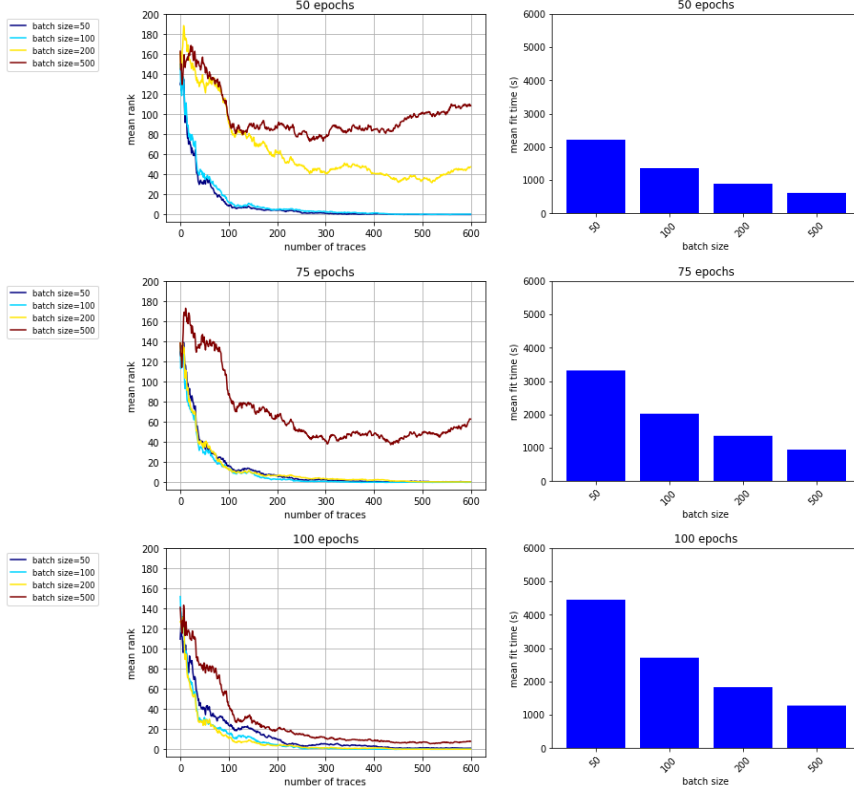 50 epochs
batch size=50
batch size=100
batch size=200
batch size=500
200
180
160
140
120
100
80
60
40
20
0
mean rank
0 100 200 300 400 500 600
number of traces
50 epochs
6000
5000
4000
3000
2000
1000
0
mean fit time (s)
50 100 200 500
batch size
75 epochs
batch size=50
batch size=100
batch size=200
batch size=500
200
180
160
140
120
100
80
60
40
20
0
mean rank
0 100 200 300 400 500 600
number of traces
75 epochs
6000
5000
4000
3000
2000
1000
0
mean fit time (s)
50 100 200 500
batch size
100 epochs
batch size=50
batch size=100
batch size=200
batch size=500
200
180
160
140
120
100
80
60
40
20
0
mean rank
0 100 200 300 400 500 600
number of traces
100 epochs
6000
5000
4000
3000
2000
1000
0
mean fit time (s)
50 100 200 500
batch size